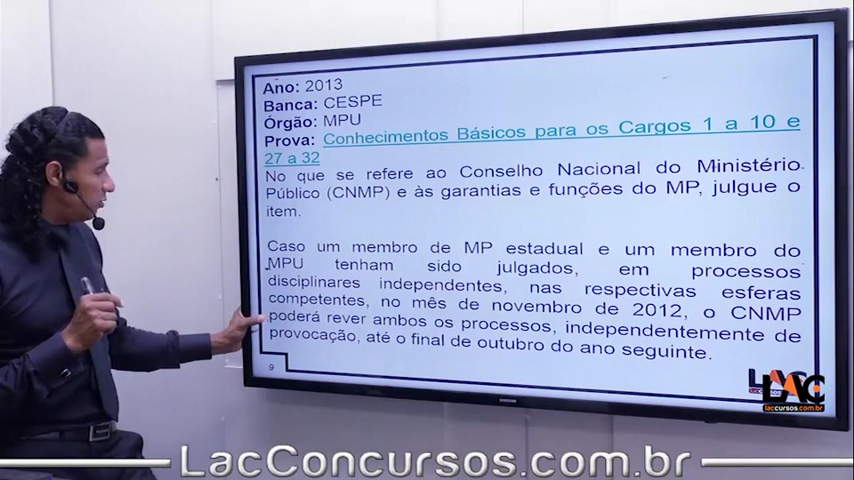 Ano: 2013
Banca: CESPE
Órgão: MPU
Prova: Conhecimentos Básicos para os Cargos 1 a 10 e
27 a 32
No que se refere ao Conselho Nacional do Ministério
Público (CNMP) e às garantias e funções do MP, julgue o
item.
Caso um membro de MP estadual e um membro do
MPU tenham sido julgados, em processos
disciplinares independentes, nas respectivas esferas
competentes, no mês de novembro de 2012, o CNMP
poderá rever ambos os processos, independentemente de
provocação, até o final de outubro do ano seguinte.
9
LAC
LAC
laccursos.com.br
SAMSUNG
LacConcursos.com.br